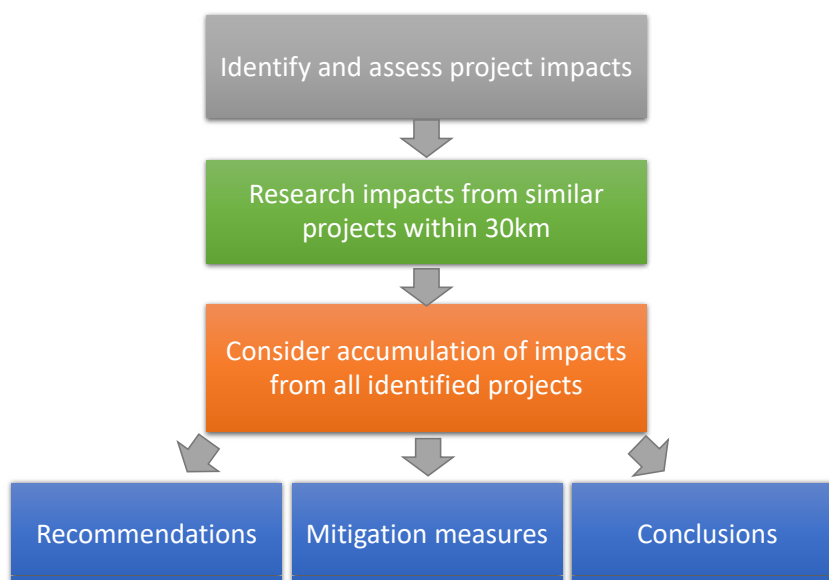 Identify and assess project impacts
Research impacts from similar
projects within 30km
Consider accumulation of impacts
from all identified projects
Recommendations
Mitigation measures
Conclusions